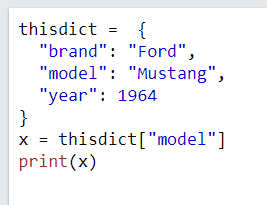 thisdict =  {
  "brand": "Ford",
  "model": "Mustang",
  "year": 1964
}
x = thisdict["model"]
print(x)